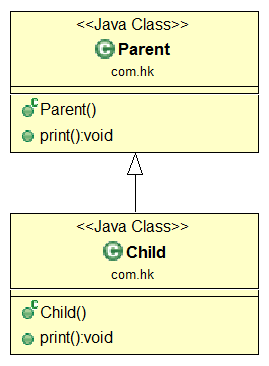 <<Java Class>>
C Parent
com.hk
C Parent()
print():void
<<Java Class>>
C Child
com.hk
C Child()
print():void